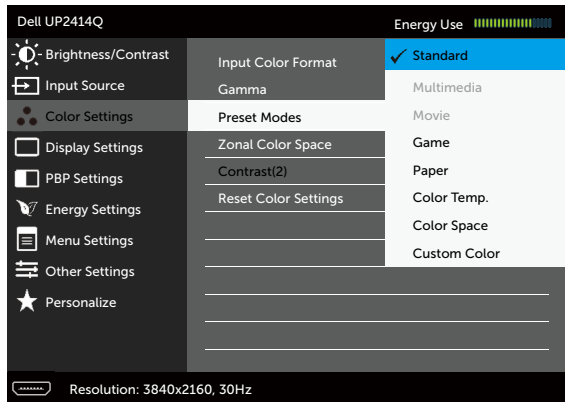 Dell UP2414Q
Energy Use
Brightness/Contrast
Input Source
Color Settings
Display Settings
PBP Settings
Energy Settings
Menu Settings
Other Settings
Personalize
Input Color Format
Gamma
Preset Modes
Zonal Color Space
Contrast(2)
Reset Color Settings
Standard
Multimedia
Movie
Game
Paper
Color Temp.
Color Space
Custom Color
Resolution: 3840x2160, 30Hz